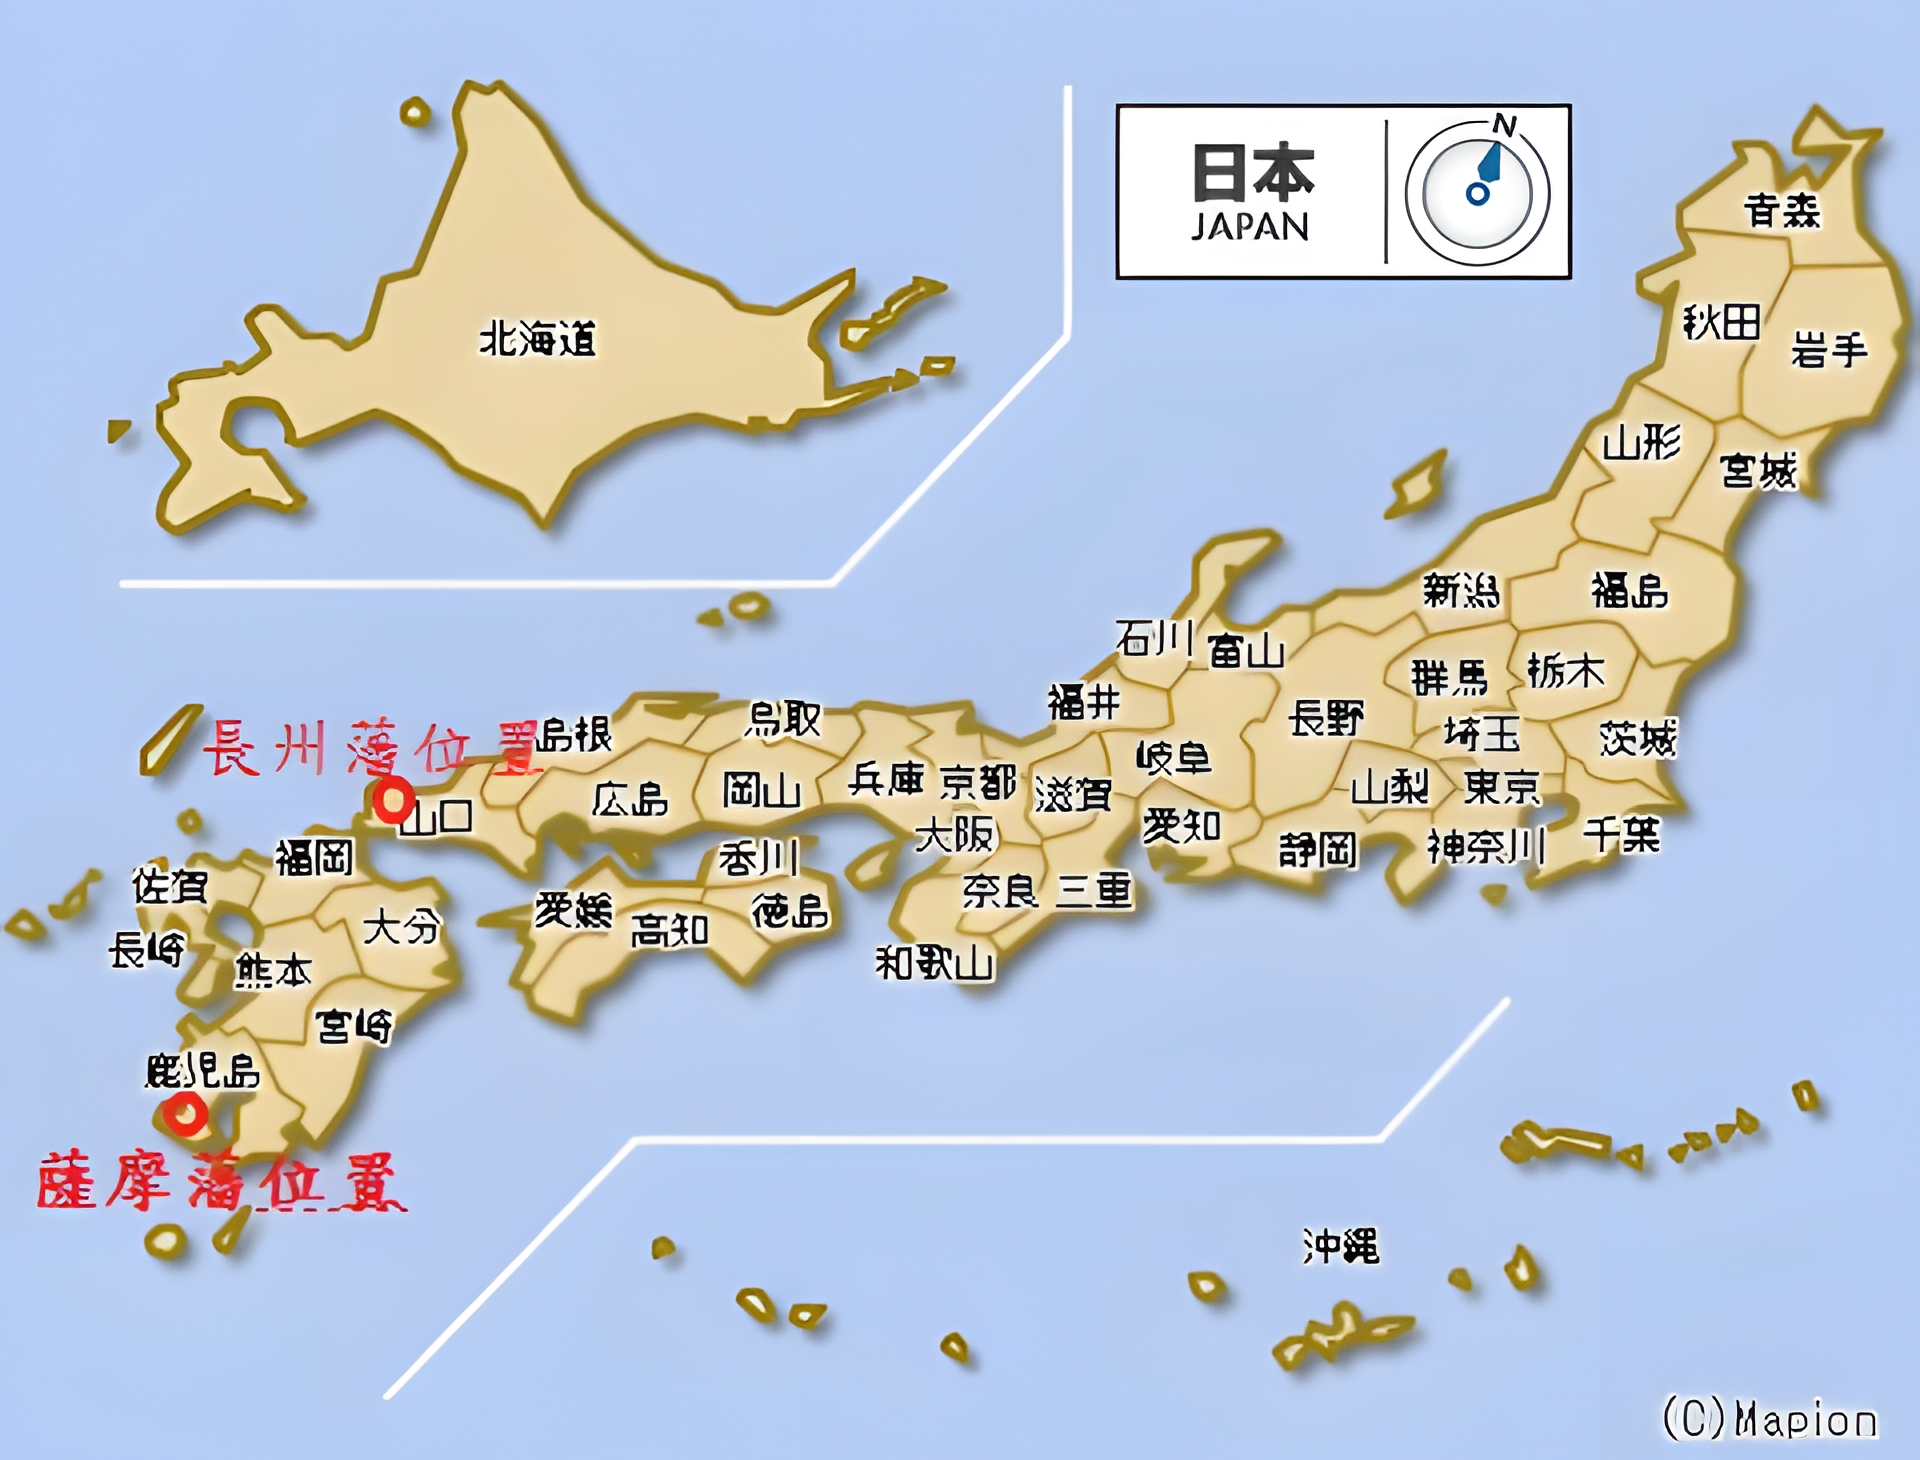 日本
JAPAN
N
北海道
青森
秋田
岩手
山形
宮城
新潟
福島
石川
富山
群馬
栃木
福井
長野
埼玉
茨城
長州藩位置
島根
鳥取
岐阜
山梨
東京
兵庫
京都
滋賀
岡山
広島
山口
愛知
静岡
神奈川
千葉
大阪
香川
福岡
佐賀
奈良
三重
愛媛
高知
徳島
大分
長崎
熊本
和歌山
宮崎
鹿児島
薩摩藩位置
沖縄
(C)Mapion